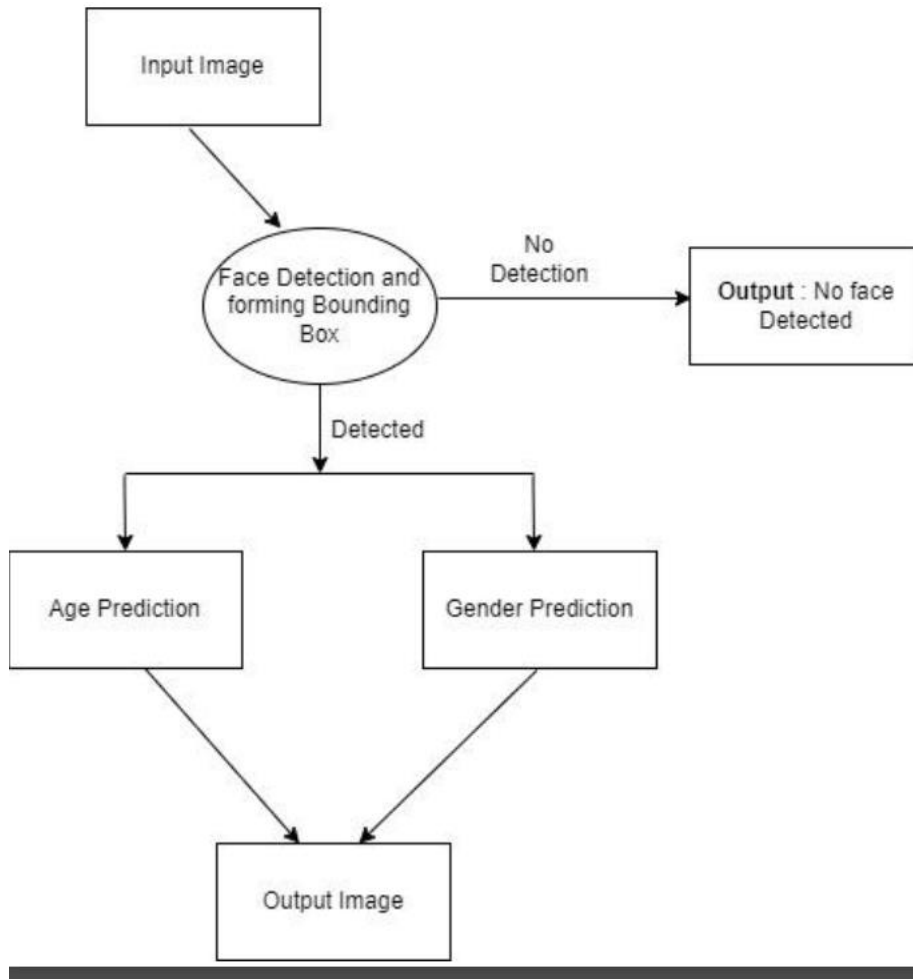 Input Image
Face Detection and
forming Bounding
Box
No
Detection
Output : No face
Detected
Detected
Age Prediction
Gender Prediction
Output Image